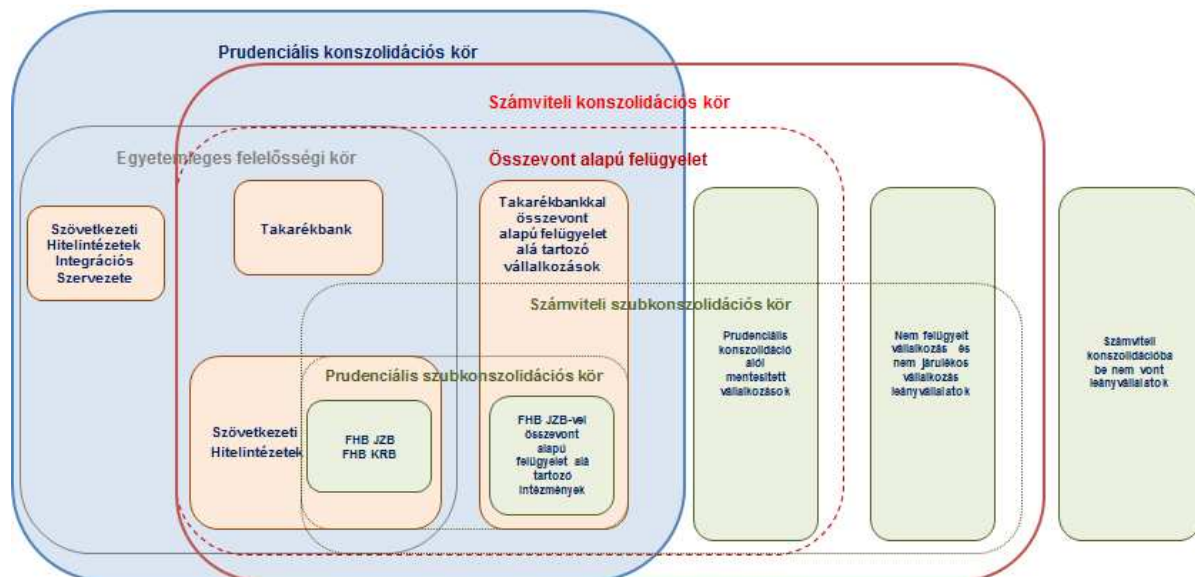 Prudenciális konszolidációs kör
Számviteli konszolidációs kör
Egyetemleges felelősségi kör
Összevont alapú felügyelet
Szövetkezeti
Hitelintézetek
Integrációs
Szervezete
Takarékbank
Takarékbankkal
összevont
alapú felügyelet
alá tartozó
vállalkozások
Számviteli szubkonszolidációs kör
Prudenciális
konszolidáció
alól
mentesített
vállalkozások
Nem felügyelt
vállalkozás és
nem járulékos
vállalkozás
leányvállalatok
Számviteli
konszolidációba
be nem vont
leányvállalatok
Prudenciális szubkonszolidációs kör
Szövetkezeti
Hitelintézetek
FHB JZB
FHB KRB
FHB JZB-vel
összevont
alapú
felügyelet alá
tartozó
intézmények